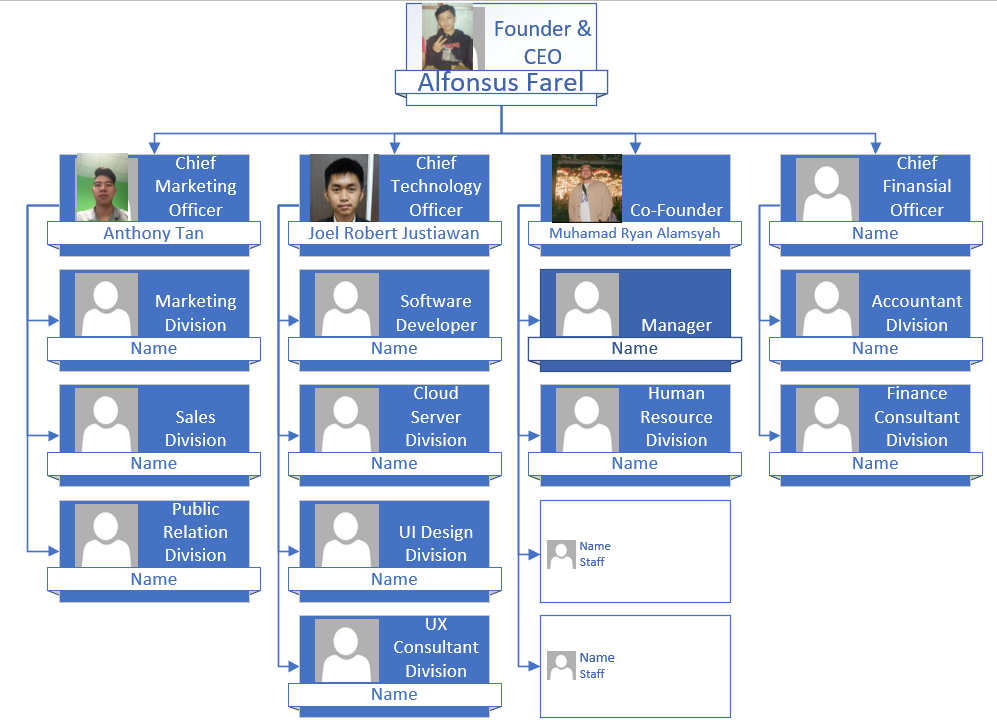 Founder &
CEO
Alfonsus Farel
Chief
Marketing
Officer
Anthony Tan
Chief
Technology
Officer
Joel Robert Justiawan
Co-Founder
Muhamad Ryan Alamsyah
Chief
Finansial
Officer
Name
Marketing
Division
Name
Software
Developer
Name
Manager
Name
Accountant
DIvision
Name
Sales
Division
Name
Cloud
Server
Division
Name
Human
Resource
Division
Name
Finance
Consultant
Division
Name
Public
Relation
Division
Name
UI Design
Division
Name
Name
Staff
UX
Consultant
Division
Name
Name
Staff